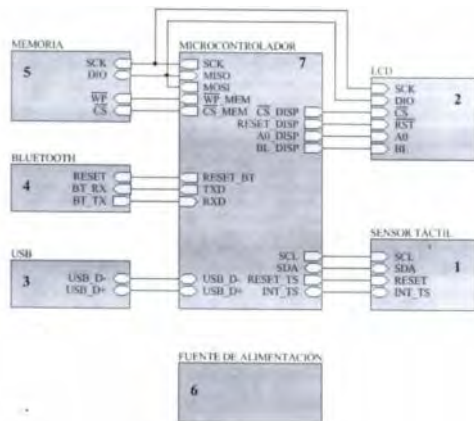 MEMORIA
5
SCK
DIO
WP
CS
MICROCONTROLADOR
7
SCK
MISO
MOSI
WP_MEM
CS_MEM
CS_DISP
RESET_DISP
A0_DISP
BL_DISP
LCD
2
SCK
DIO
CS
RST
A0
BL
BLUETOOTH
4
RESET
BT_RX
BT_TX
RESET_BT
TXD
RXD
USB
3
USB_D-
USB_D+
USB_D-
USB_D+
SCL
SDA
RESET_TS
INT_TS
SENSOR TÁCTIL
1
SCL
SDA
RESET
INT_TS
FUENTE DE ALIMENTACIÓN
6